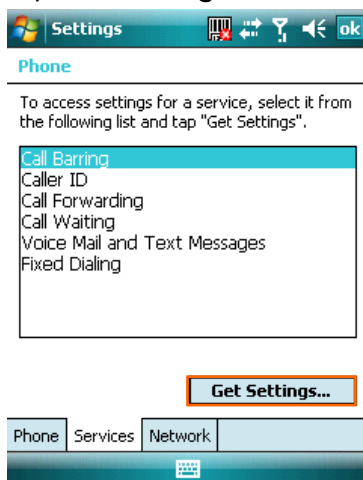 Settings
ok
Phone
To access settings for a service, select it from
the following list and tap "Get Settings".
Call Barring
Caller ID
Call Forwarding
Call Waiting
Voice Mail and Text Messages
Fixed Dialing
Get Settings...
Phone Services Network